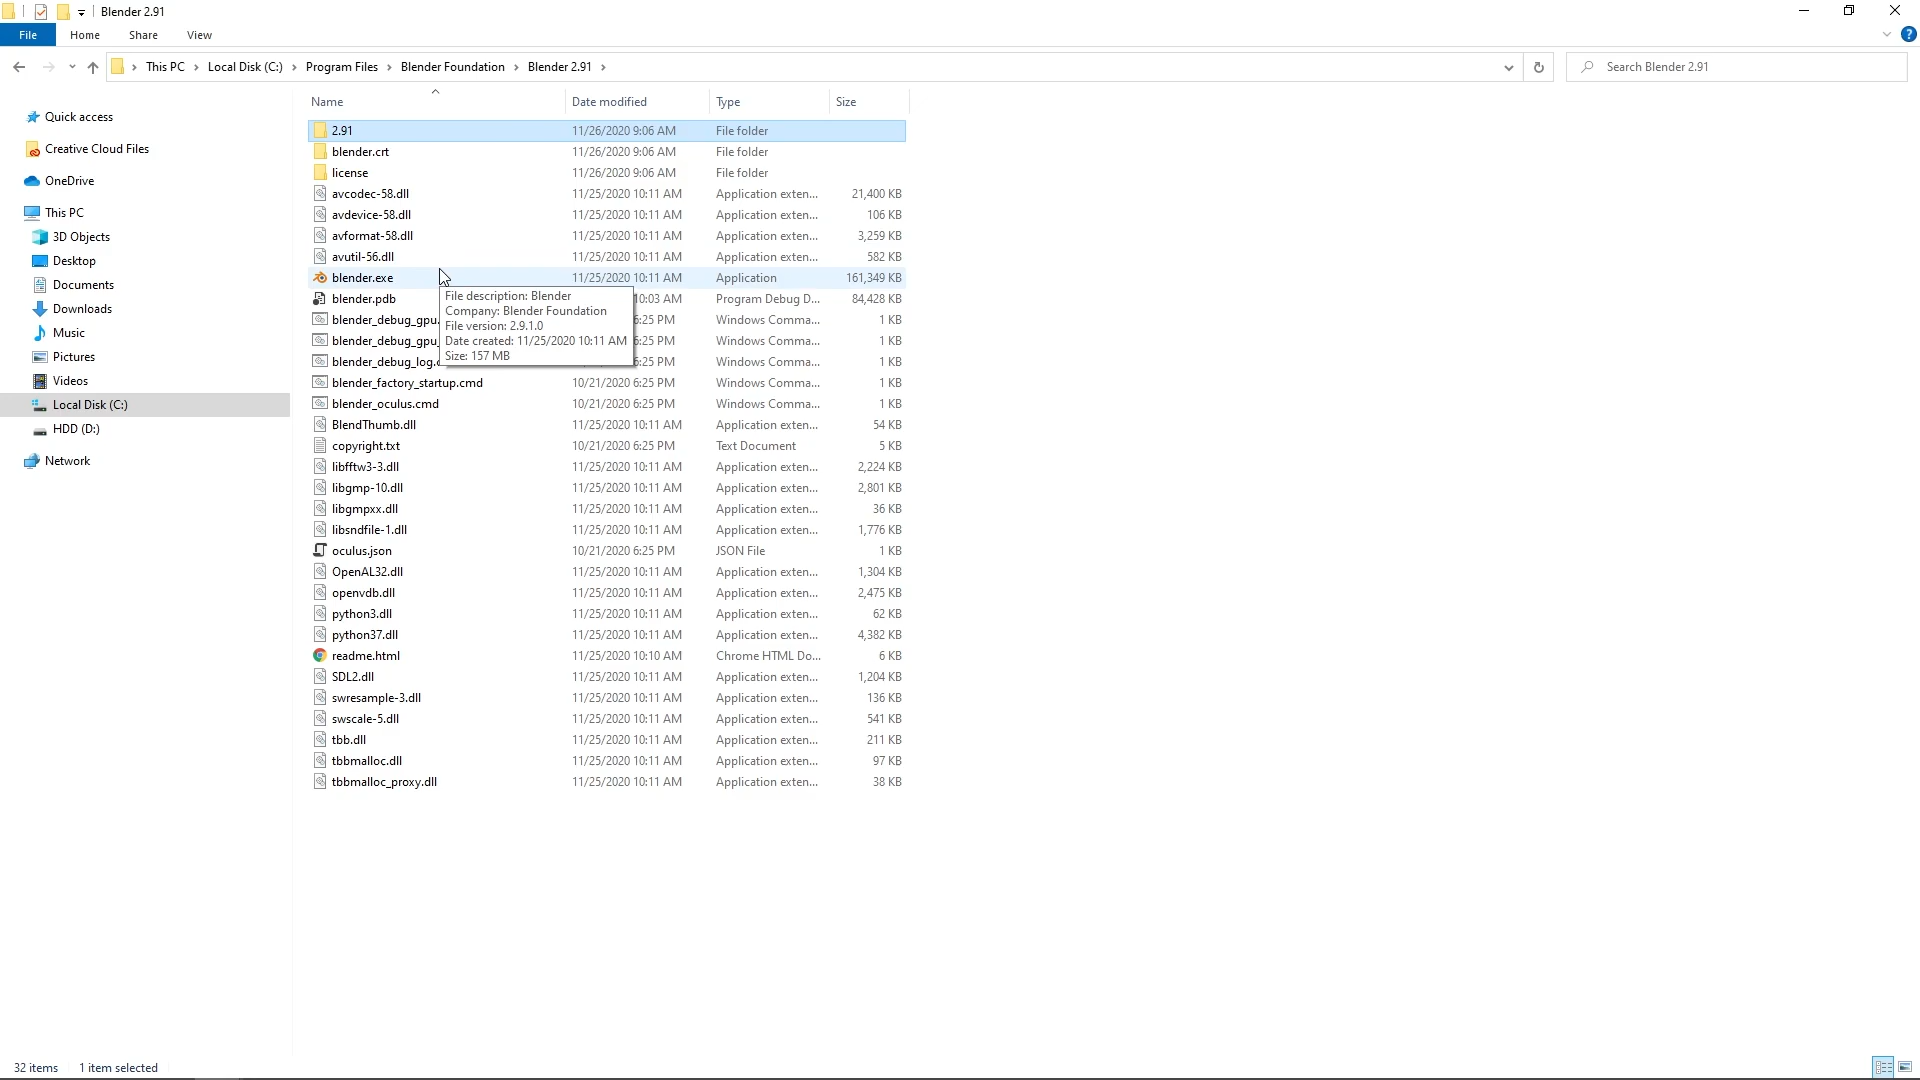 Blender 2.91
File Home Share View
This PC Local Disk (C:) Program Files Blender Foundation Blender 2.91 Search Blender 2.91
Name Date modified Type Size
Quick access
Creative Cloud Files
OneDrive
This PC
3D Objects
Desktop
Documents
Downloads
Music
Pictures
Videos
Local Disk (C:)
HDD (D:)
Network
2.91 11/26/2020 9:06 AM File folder
blender.crt 11/26/2020 9:06 AM File folder
license 11/26/2020 9:06 AM File folder
avcodec-58.dll 11/25/2020 10:11 AM Application exten... 21,400 KB
avdevice-58.dll 11/25/2020 10:11 AM Application exten... 106 KB
avformat-58.dll 11/25/2020 10:11 AM Application exten... 3,259 KB
avutil-56.dll 11/25/2020 10:11 AM Application exten... 582 KB
blender.exe 11/25/2020 10:11 AM Application 161,349 KB
blender.pdb 10:03 AM Program Debug D... 84,428 KB
blender_debug_gpu. 6:25 PM Windows Comma... 1 KB
blender_debug_gpu_ 6:25 PM Windows Comma... 1 KB
blender_debug_log.c 6:25 PM Windows Comma... 1 KB
File description: Blender
Company: Blender Foundation
File version: 2.9.1.0
Date created: 11/25/2020 10:11 AM
Size: 157 MB
blender_factory_startup.cmd 10/21/2020 6:25 PM Windows Comma... 1 KB
blender_oculus.cmd 10/21/2020 6:25 PM Windows Comma... 1 KB
BlendThumb.dll 11/25/2020 10:11 AM Application exten... 54 KB
copyright.txt 10/21/2020 6:25 PM Text Document 5 KB
libfftw3-3.dll 11/25/2020 10:11 AM Application exten... 2,224 KB
libgmp-10.dll 11/25/2020 10:11 AM Application exten... 2,801 KB
libgmpxx.dll 11/25/2020 10:11 AM Application exten... 36 KB
libsndfile-1.dll 11/25/2020 10:11 AM Application exten... 1,776 KB
oculus.json 10/21/2020 6:25 PM JSON File 1 KB
OpenAL32.dll 11/25/2020 10:11 AM Application exten... 1,304 KB
openvdb.dll 11/25/2020 10:11 AM Application exten... 2,475 KB
python3.dll 11/25/2020 10:11 AM Application exten... 62 KB
python37.dll 11/25/2020 10:11 AM Application exten... 4,382 KB
readme.html 11/25/2020 10:10 AM Chrome HTML Do... 6 KB
SDL2.dll 11/25/2020 10:11 AM Application exten... 1,204 KB
swresample-3.dll 11/25/2020 10:11 AM Application exten... 136 KB
swscale-5.dll 11/25/2020 10:11 AM Application exten... 541 KB
tbb.dll 11/25/2020 10:11 AM Application exten... 211 KB
tbbmalloc.dll 11/25/2020 10:11 AM Application exten... 97 KB
tbbmalloc_proxy.dll 11/25/2020 10:11 AM Application exten... 38 KB
32 items 1 item selected